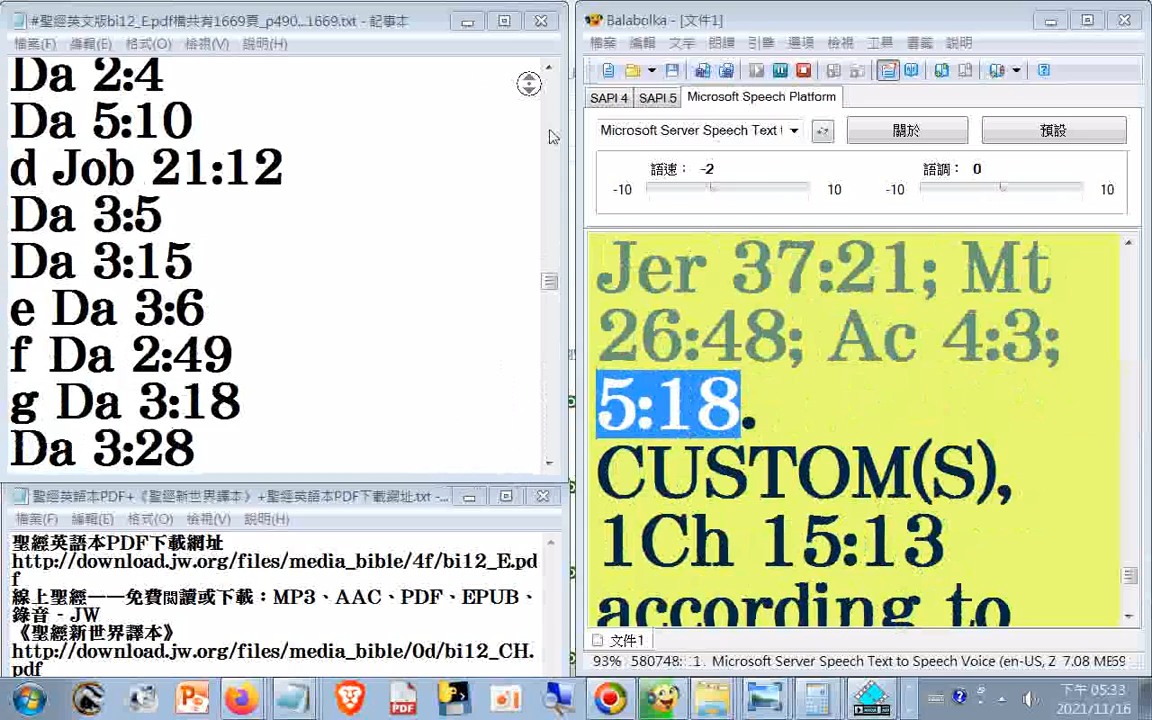 #聖經英文版bi12_E.pdf橫共有1669頁_p490...1669.txt - 記事本
檔案(F) 編輯(E) 格式(O) 檢視(V) 說明(H)
Da 2:4
Da 5:10
d Job 21:12
Da 3:5
Da 3:15
e Da 3:6
f Da 2:49
g Da 3:18
Da 3:28
聖經英語本PDF+《聖經新世界譯本》+聖經英語本PDF下載網址.txt -...
檔案(F) 編輯(E) 格式(O) 檢視(V) 說明(H)
聖經英語本PDF下載網址
http://download.jw.org/files/media_bible/4f/bi12_E.pd
f
線上聖經——免費閱讀或下載：MP3、AAC、PDF、EPUB、
錄音 - JW
《聖經新世界譯本》
http://download.jw.org/files/media_bible/0d/bi12_CH.
pdf
Balabolka - [文件1]
檔案 編輯 文字 朗讀 引擎 選項 檢視 工具 書籤 說明
SAPI 4 SAPI 5 Microsoft Speech Platform
Microsoft Server Speech Text t 關於 預設
語速： -2 語調： 0
-10 10 -10 10
Jer 37:21; Mt
26:48; Ac 4:3;
5:18.
CUSTOM(S),
1Ch 15:13
according to
文件1
93% 580748: 1 Microsoft Server Speech Text to Speech Voice (en-US, Z 7.08 ME
PDF
下午 05:33
2021/11/16